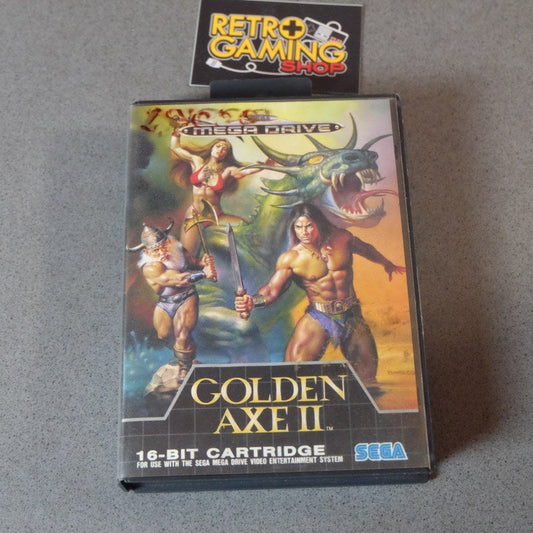 RETRO
GAMING
SHOP
MEGA DRIVE
GOLDEN
AXE II™
16-BIT CARTRIDGE
FOR USE WITH THE SEGA MEGA DRIVE VIDEO ENTERTAINMENT SYSTEM
SEGA